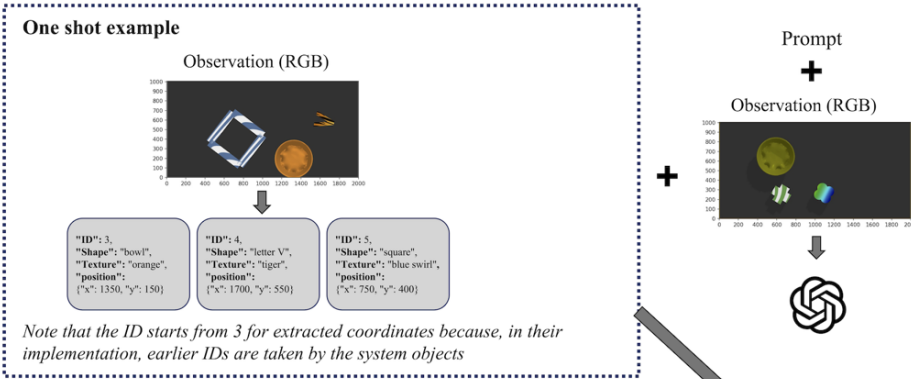 One shot example
Observation (RGB)
1000
900
800
700
600
500
400
300
200
100
0
0 200 400 600 800 1000 1200 1400 1600 1800 2000
"ID": 3,
"Shape": "bowl",
"Texture": "orange",
"position":
{"x": 1350, "y": 150}
"ID": 4,
"Shape": "letter V",
"Texture": "tiger",
"position":
{"x": 1700, "y": 550}
"ID": 5,
"Shape": "square",
"Texture": "blue swirl",
"position":
{"x": 750, "y": 400}
Note that the ID starts from 3 for extracted coordinates because, in their
implementation, earlier IDs are taken by the system objects
+
Prompt
+
Observation (RGB)
1000
900
800
700
600
500
400
300
200
100
0
0 200 400 600 800 1000 1200 1400 1600 1800